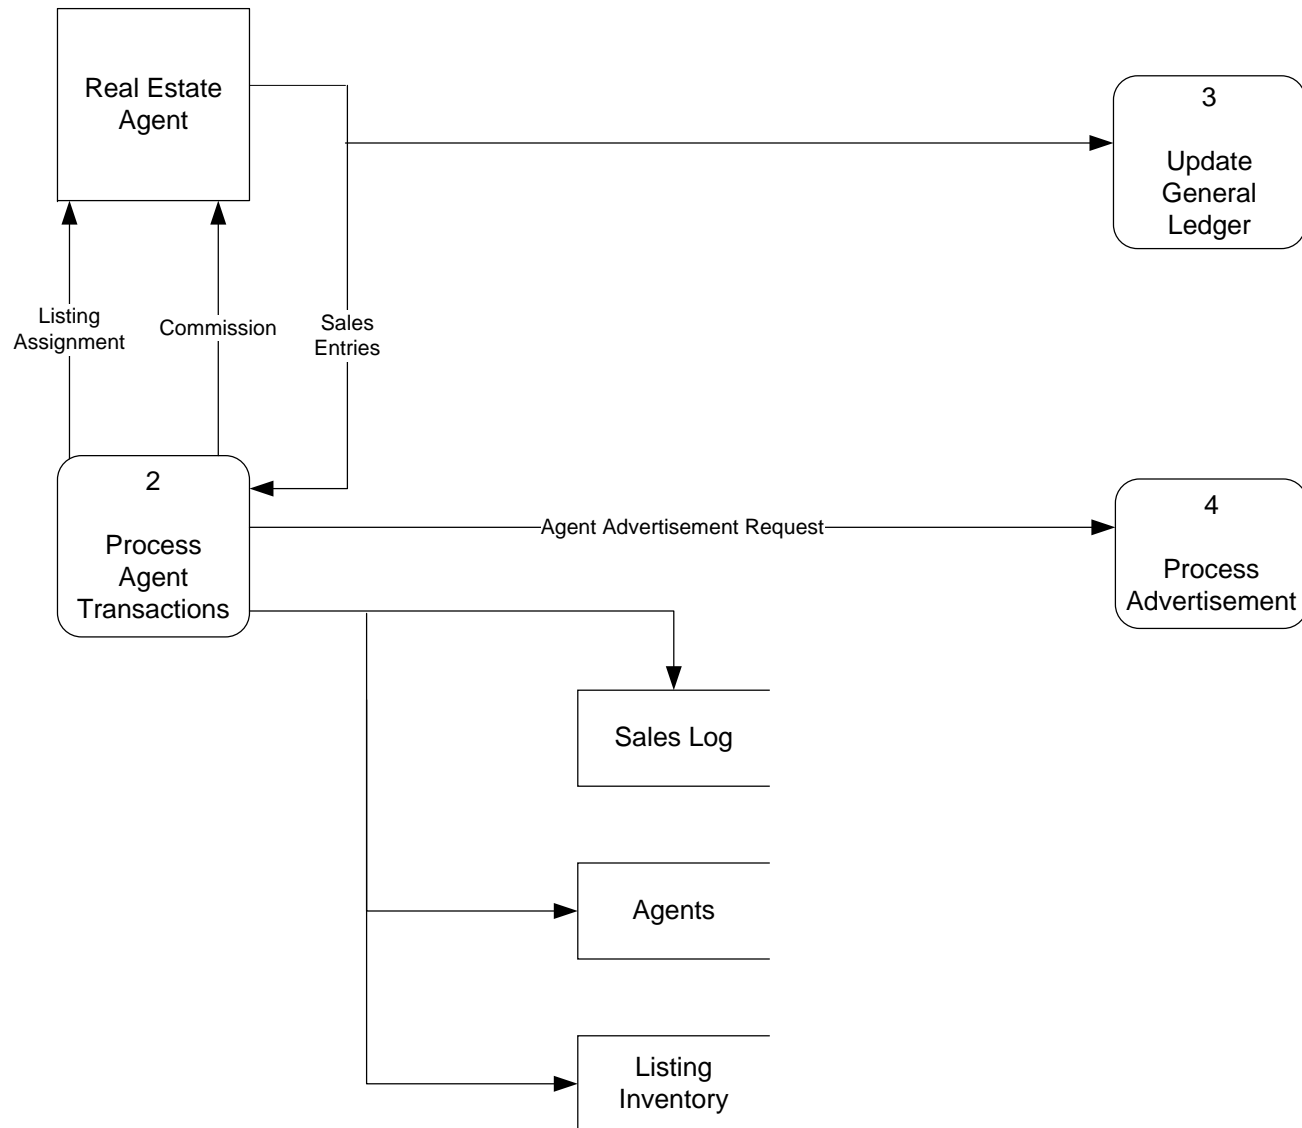 Real Estate
Agent
3
Update
General
Ledger
Listing
Assignment
Commission
Sales
Entries
2
Process
Agent
Transactions
Agent Advertisement Request
4
Process
Advertisement
Sales Log
Agents
Listing
Inventory